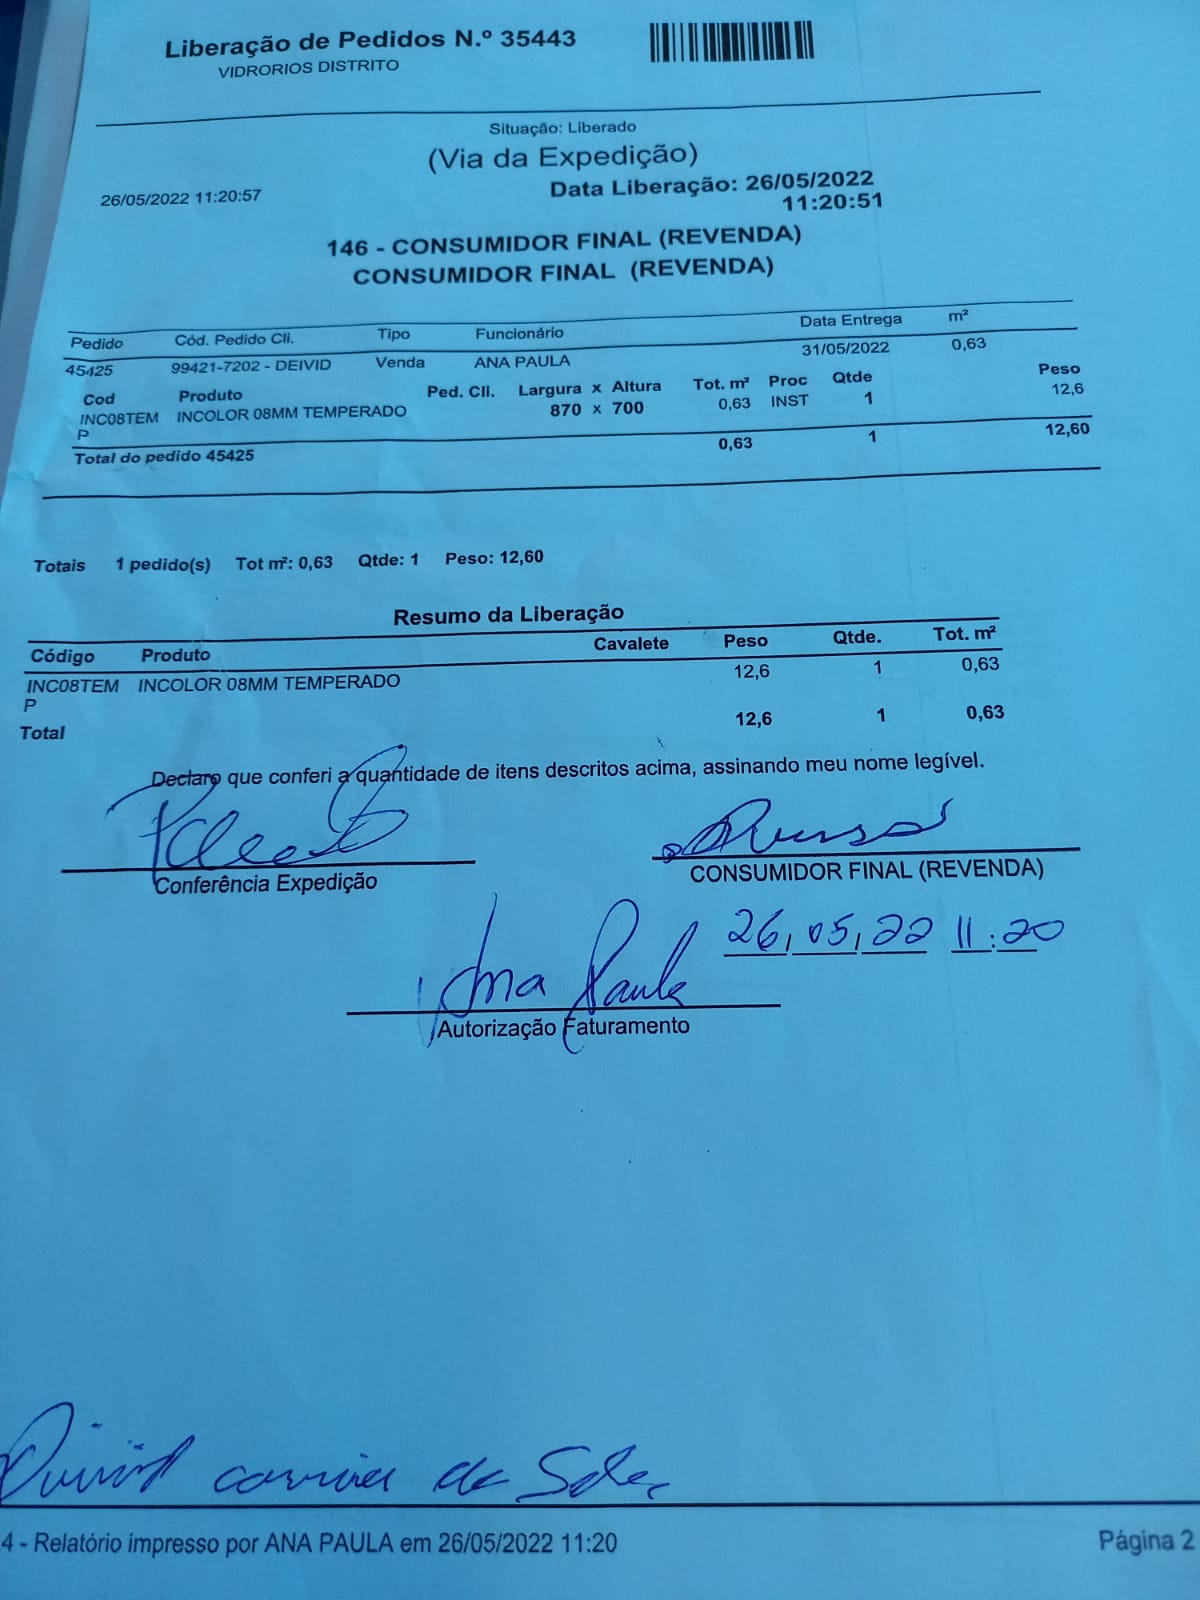 Liberação de Pedidos N.º 35443
VIDRORIOS DISTRITO
Situação: Liberado
(Via da Expedição)
26/05/2022 11:20:57
Data Liberação: 26/05/2022
11:20:51
146 - CONSUMIDOR FINAL (REVENDA)
CONSUMIDOR FINAL (REVENDA)
Pedido Cód. Pedido Cli. Tipo Funcionário Data Entrega m²
45425 99421-7202 - DEIVID Venda ANA PAULA 31/05/2022 0,63
Cod Produto Ped. Cli. Largura x Altura Tot. m² Proc Qtde Peso
INC08TEM INCOLOR 08MM TEMPERADO 870 x 700 0,63 INST 1 12,6
P
Total do pedido 45425 0,63 1 12,60
Totais 1 pedido(s) Tot m²: 0,63 Qtde: 1 Peso: 12,60
Resumo da Liberação
Código Produto Cavalete Peso Qtde. Tot. m²
INC08TEM INCOLOR 08MM TEMPERADO 12,6 1 0,63
P
Total 12,6 1 0,63
Declaro que conferi a quantidade de itens descritos acima, assinando meu nome legível.
Conferência Expedição
CONSUMIDOR FINAL (REVENDA)
26,05,22 11:20
Ana Paula
Autorização Faturamento
4 - Relatório impresso por ANA PAULA em 26/05/2022 11:20
Página 2